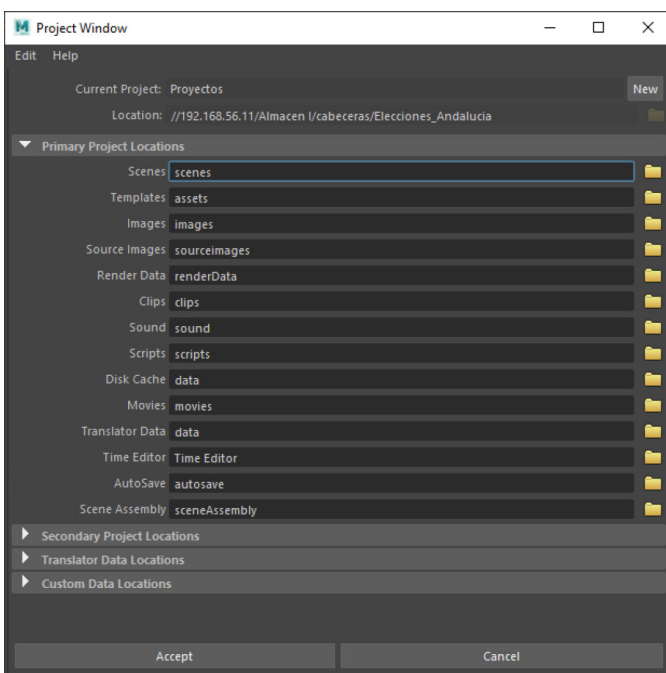 Project Window
Edit Help
Current Project: Proyectos New
Location: //192.168.56.11/Almacen I/cabeceras/Elecciones_Andalucia
Primary Project Locations
Scenes scenes
Templates assets
Images images
Source Images sourceimages
Render Data renderData
Clips clips
Sound sound
Scripts scripts
Disk Cache data
Movies movies
Translator Data data
Time Editor Time Editor
AutoSave autosave
Scene Assembly sceneAssembly
Secondary Project Locations
Translator Data Locations
Custom Data Locations
Accept Cancel